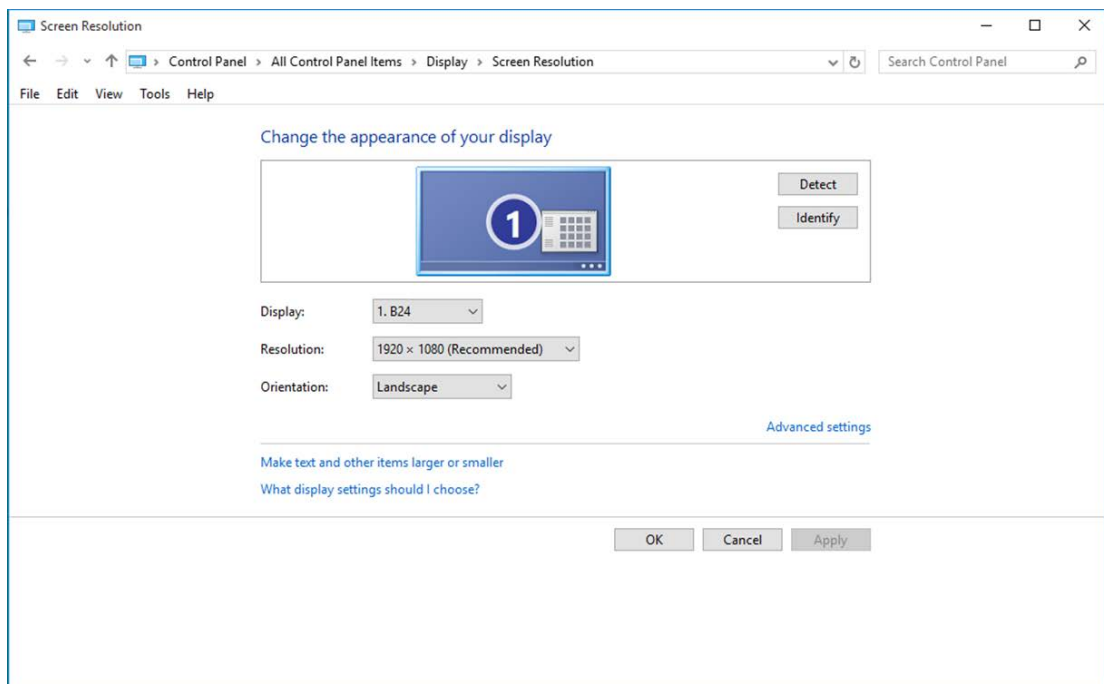 Screen Resolution
Control Panel > All Control Panel Items > Display > Screen Resolution
Search Control Panel
File Edit View Tools Help
Change the appearance of your display
1
Detect
Identify
Display: 1. B24
Resolution: 1920 × 1080 (Recommended)
Orientation: Landscape
Advanced settings
Make text and other items larger or smaller
What display settings should I choose?
OK Cancel Apply